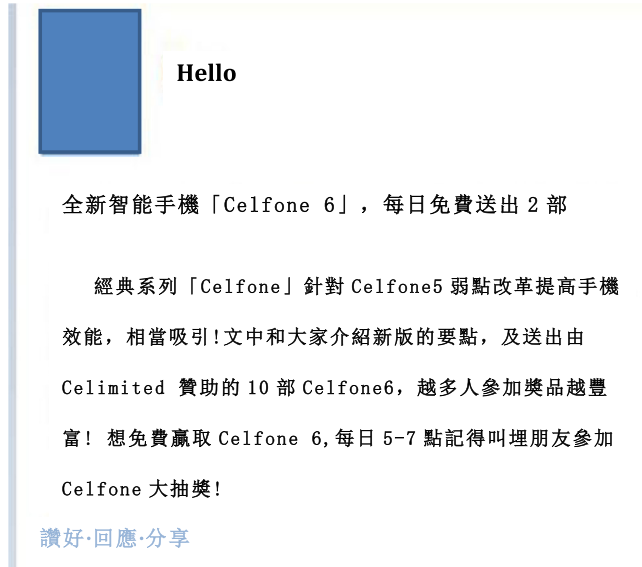 Hello
全新智能手機「Celfone 6」，每日免費送出 2 部
經典系列「Celfone」針對 Celfone5 弱點改革提高手機
效能，相當吸引!文中和大家介紹新版的要點，及送出由
Celimited 贊助的 10 部 Celfone6，越多人參加獎品越豐
富! 想免費贏取 Celfone 6,每日 5-7 點記得叫埋朋友參加
Celfone 大抽獎!
讚好·回應·分享